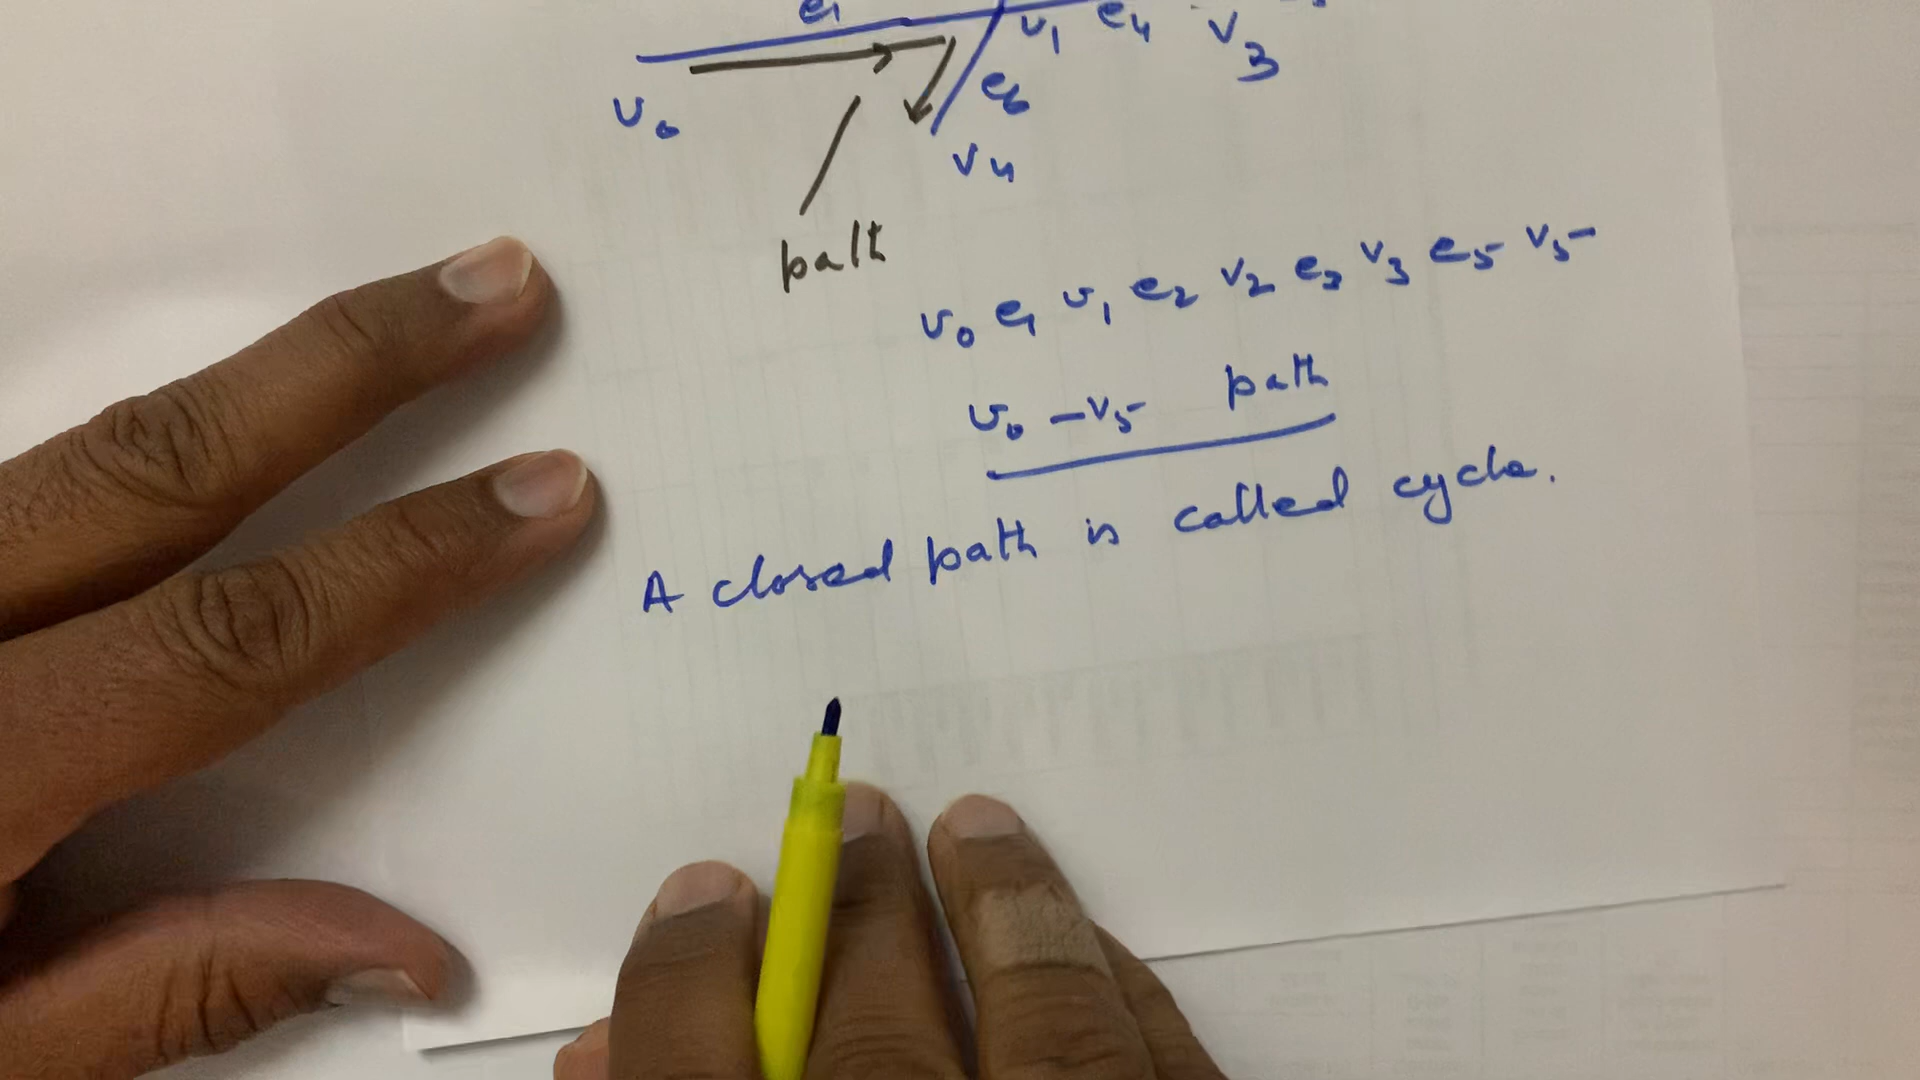 e1
v1 e4 v3
v0
e6
v4
path
v0 e1 v1 e2 v2 e3 v3 e5 v5
v0 - v5 path
A closed path is called cycle.